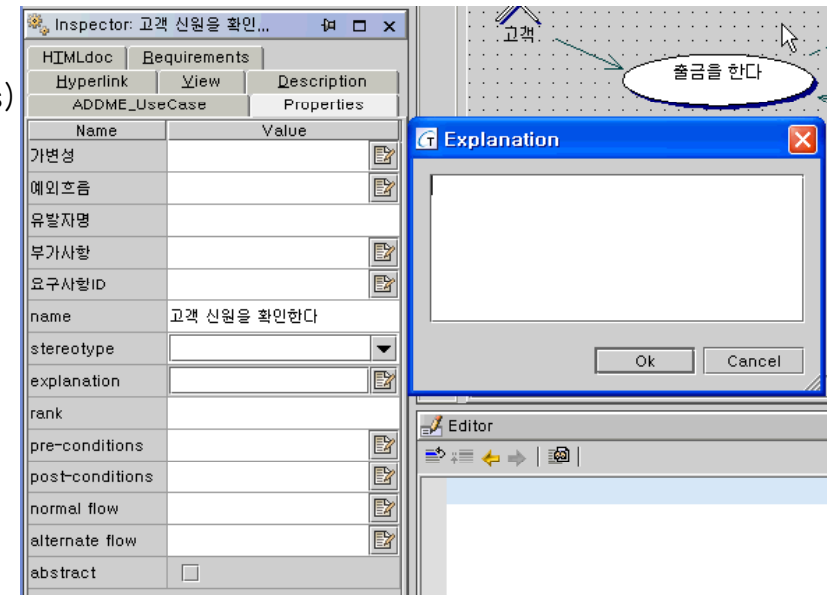 Inspector: 고객 신원을 확인...
HTMLdoc
Requirements
Hyperlink
View
Description
ADDME_UseCase
Properties
Name
Value
가변성
예외흐름
유발자명
부가사항
요구사항ID
name
고객 신원을 확인한다
stereotype
explanation
rank
pre-conditions
post-conditions
normal flow
alternate flow
abstract
s)
고객
출금을 한다
Explanation
Ok
Cancel
Editor